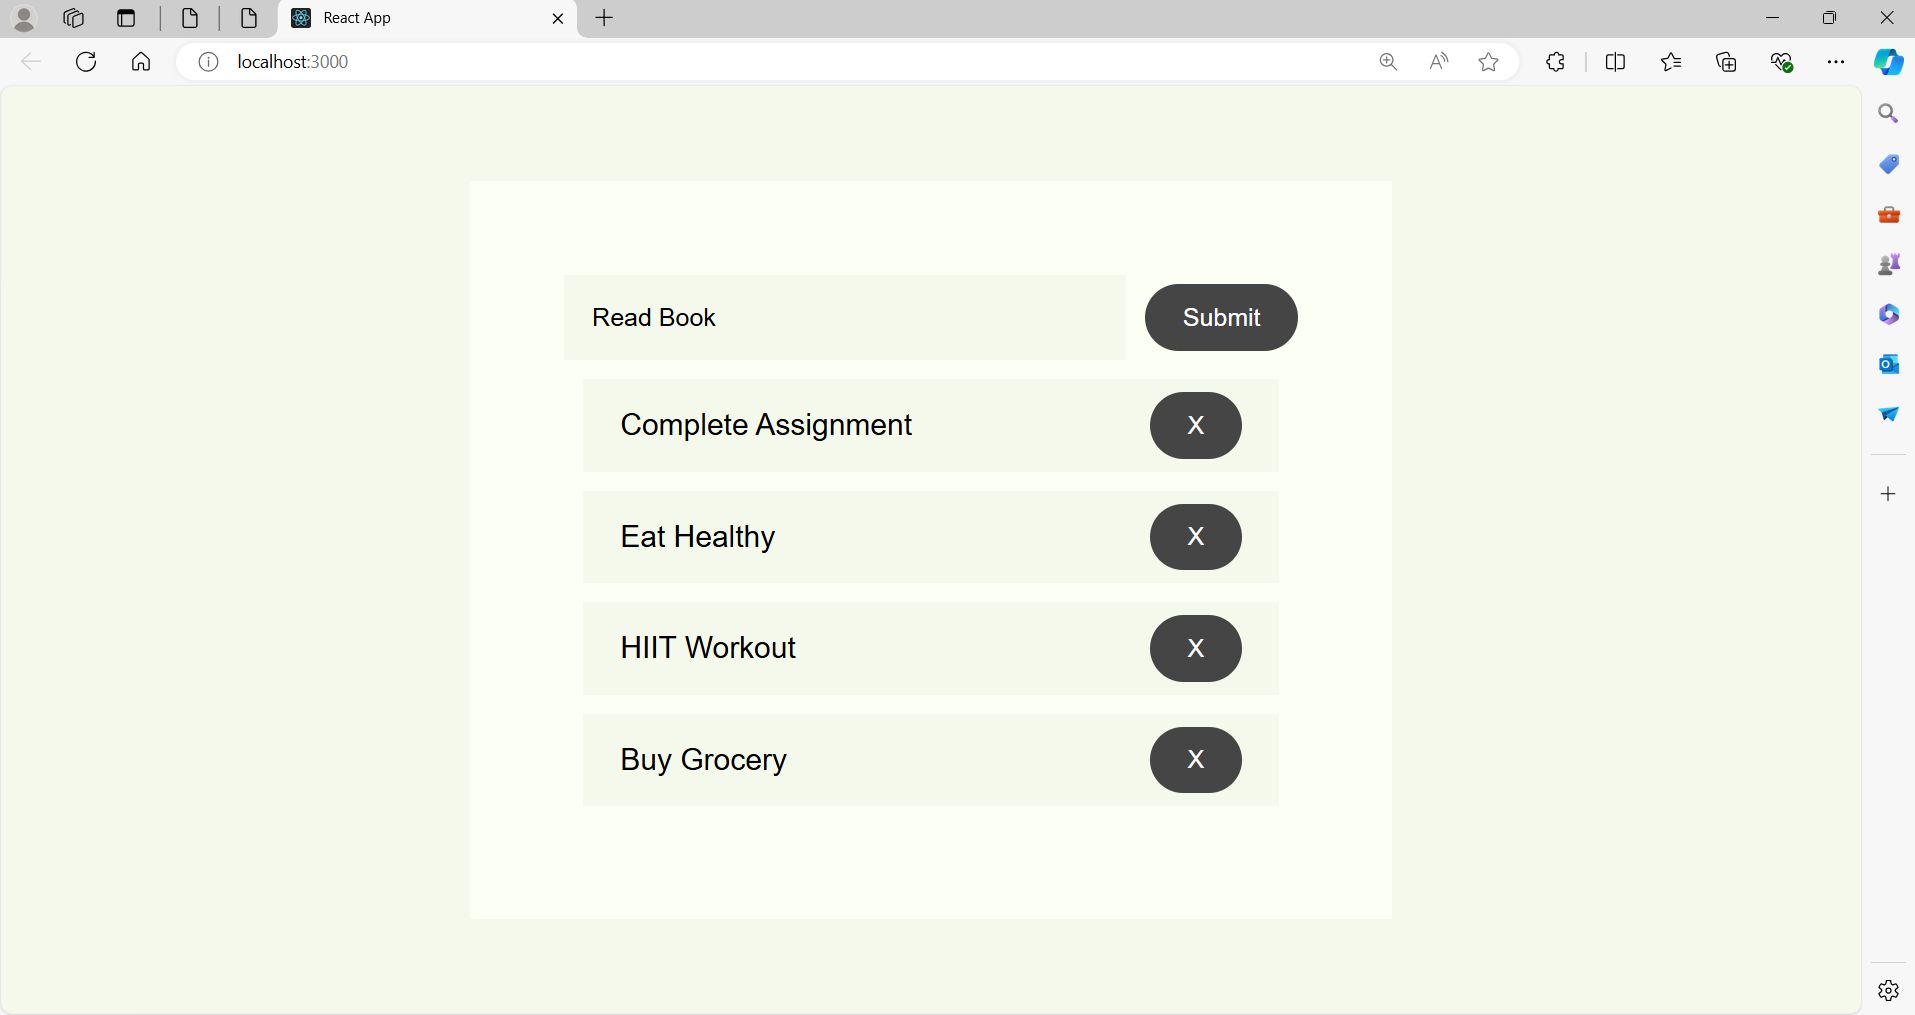 React App
localhost:3000
Read Book
Submit
Complete Assignment
X
Eat Healthy
X
HIIT Workout
X
Buy Grocery
X